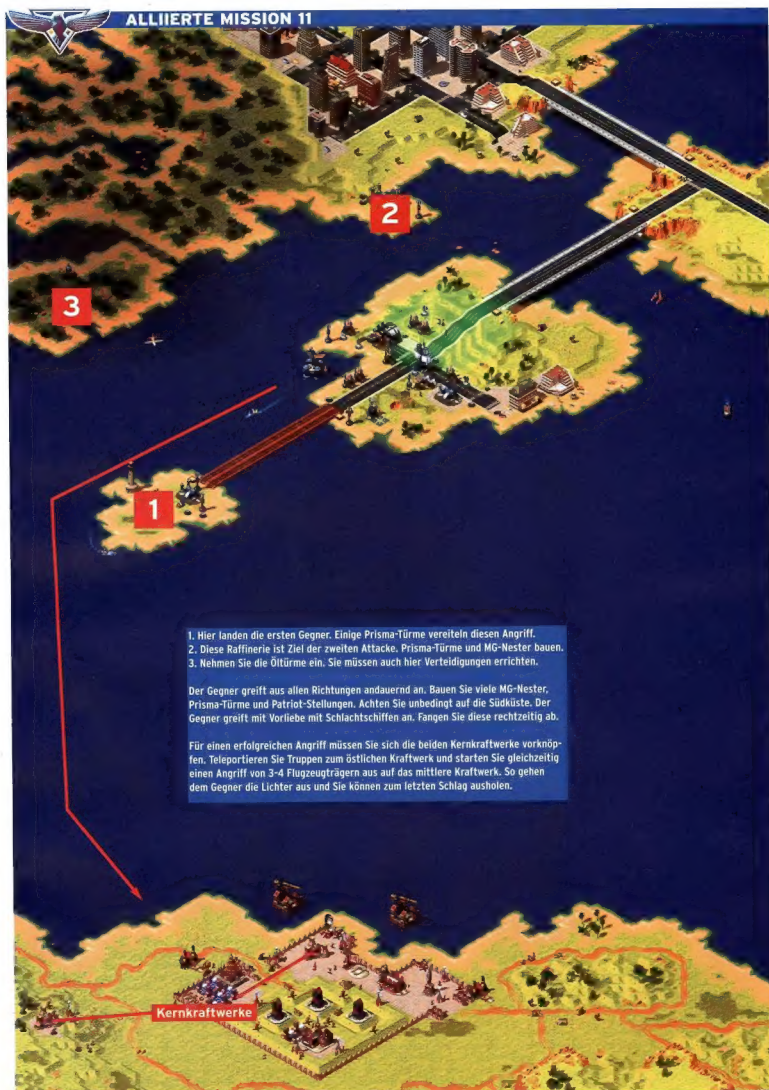 ALLIIERTE MISSION 11
2
3
1
1. Hier landen die ersten Gegner. Einige Prisma-Türme vereiteln diesen Angriff.
2. Diese Raffinerie ist Ziel der zweiten Attacke. Prisma-Türme und MG-Nester bauen.
3. Nehmen Sie die Öltürme ein. Sie müssen auch hier Verteidigungen errichten.
Der Gegner greift aus allen Richtungen andauernd an. Bauen Sie viele MG-Nester,
Prisma-Türme und Patriot-Stellungen. Achten Sie unbedingt auf die Südküste. Der
Gegner greift mit Vorliebe mit Schlachtschiffen an. Fangen Sie diese rechtzeitig ab.
Für einen erfolgreichen Angriff müssen Sie sich die beiden Kernkraftwerke vorknöp-
fen. Teleportieren Sie Truppen zum östlichen Kraftwerk und starten Sie gleichzeitig
einen Angriff von 3-4 Flugzeugträgern aus auf das mittlere Kraftwerk. So gehen
dem Gegner die Lichter aus und Sie können zum letzten Schlag ausholen.
Kernkraftwerke